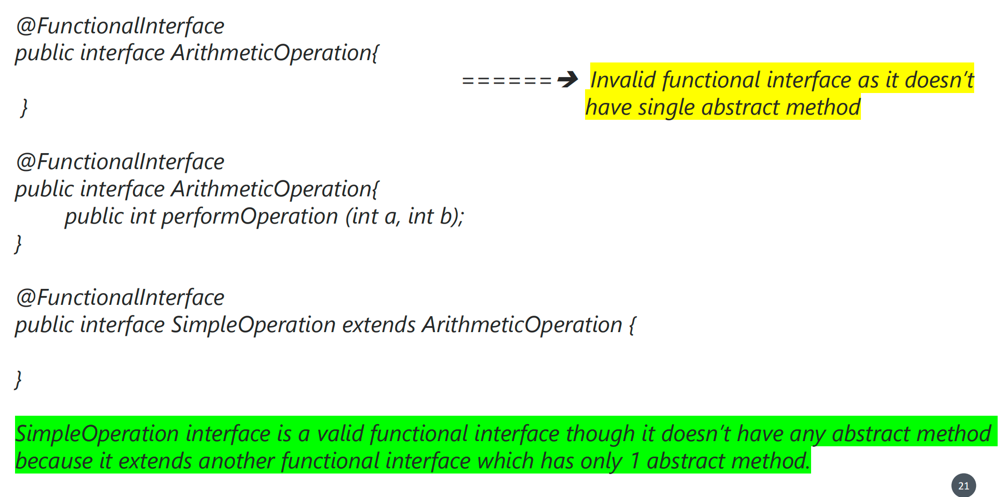 @FunctionalInterface
public interface ArithmeticOperation{
======➔ Invalid functional interface as it doesn't
} have single abstract method
@FunctionalInterface
public interface ArithmeticOperation{
public int performOperation (int a, int b);
}
@FunctionalInterface
public interface SimpleOperation extends ArithmeticOperation {
}
SimpleOperation interface is a valid functional interface though it doesn't have any abstract method
because it extends another functional interface which has only 1 abstract method.
21